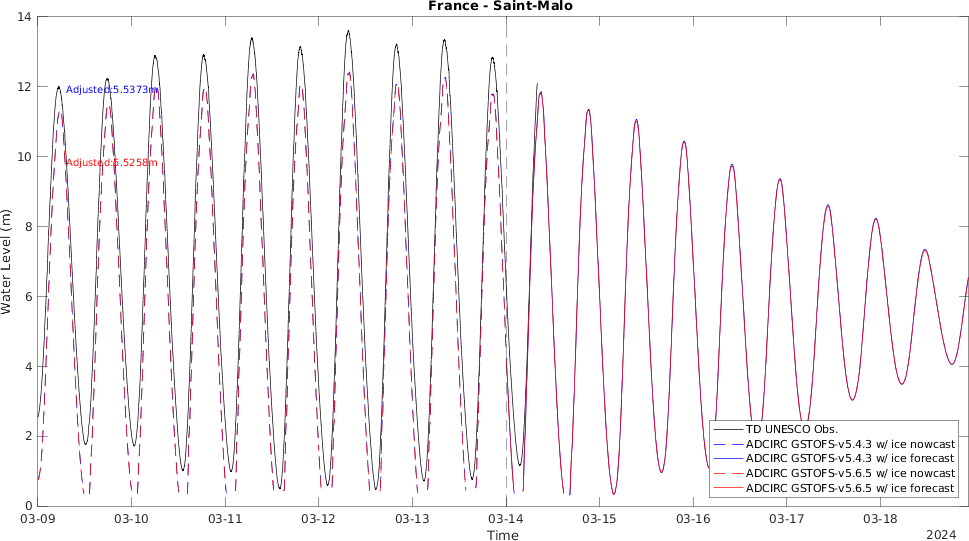 France - Saint-Malo
14
12
10
8
6
4
2
0
Water Level (m)
Adjusted:5.5373m
Adjusted:5.5258m
TD UNESCO Obs.
ADCIRC GSTOFS-v5.4.3 w/ ice nowcast
ADCIRC GSTOFS-v5.4.3 w/ ice forecast
ADCIRC GSTOFS-v5.6.5 w/ ice nowcast
ADCIRC GSTOFS-v5.6.5 w/ ice forecast
03-09 03-10 03-11 03-12 03-13 03-14 03-15 03-16 03-17 03-18
Time
2024